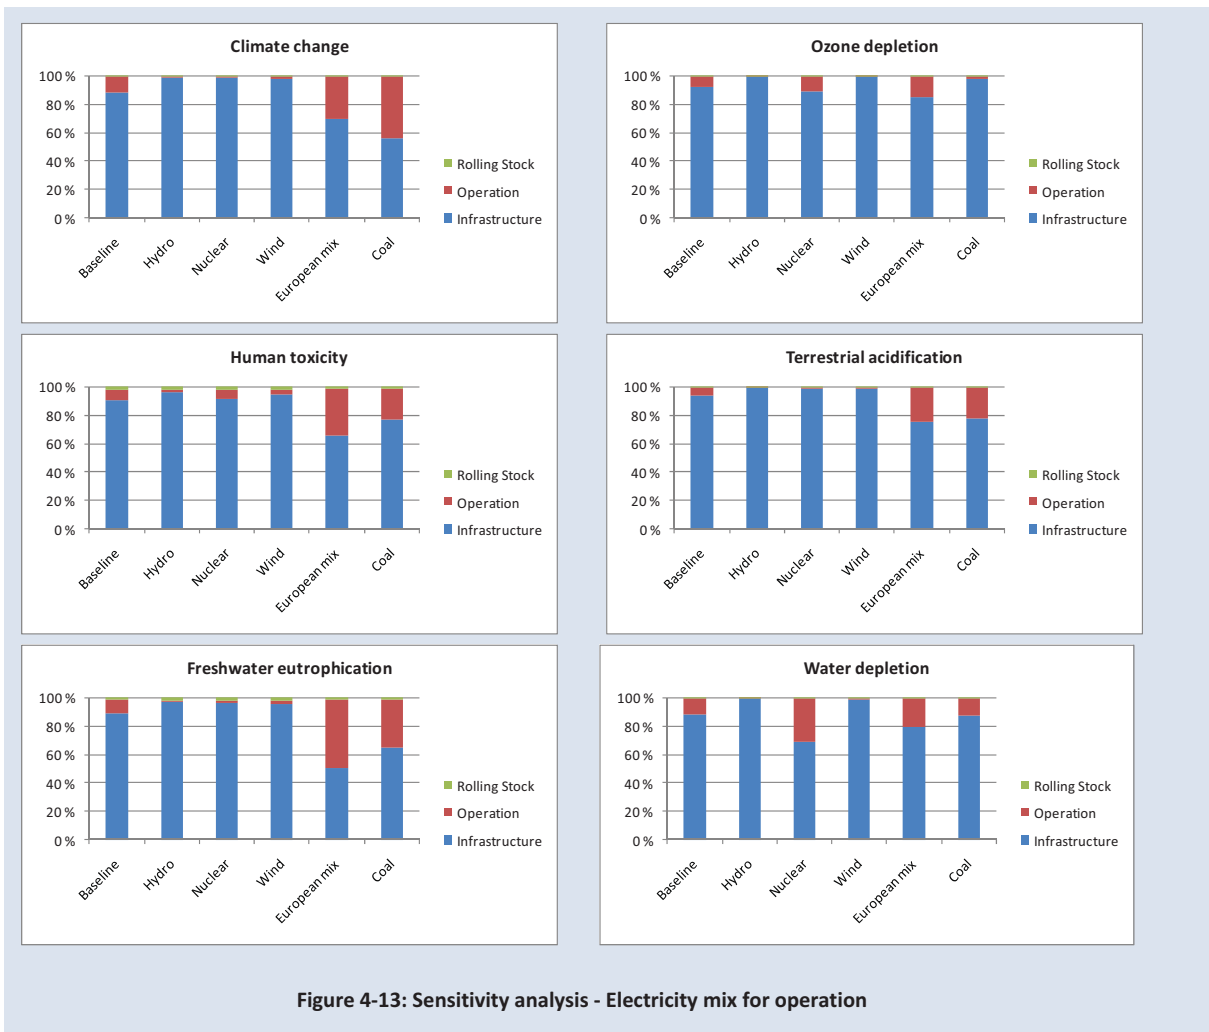 Climate change
100 %
80 %
60 %
40 %
20 %
0 %
Baseline
Hydro
Nuclear
Wind
European mix
Coal
Rolling Stock
Operation
Infrastructure
Ozone depletion
100 %
80 %
60 %
40 %
20 %
0 %
Baseline
Hydro
Nuclear
Wind
European mix
Coal
Rolling Stock
Operation
Infrastructure
Human toxicity
100 %
80 %
60 %
40 %
20 %
0 %
Baseline
Hydro
Nuclear
Wind
European mix
Coal
Rolling Stock
Operation
Infrastructure
Terrestrial acidification
100 %
80 %
60 %
40 %
20 %
0 %
Baseline
Hydro
Nuclear
Wind
European mix
Coal
Rolling Stock
Operation
Infrastructure
Freshwater eutrophication
100 %
80 %
60 %
40 %
20 %
0 %
Baseline
Hydro
Nuclear
Wind
European mix
Coal
Rolling Stock
Operation
Infrastructure
Water depletion
100 %
80 %
60 %
40 %
20 %
0 %
Baseline
Hydro
Nuclear
Wind
European mix
Coal
Rolling Stock
Operation
Infrastructure
Figure 4-13: Sensitivity analysis - Electricity mix for operation